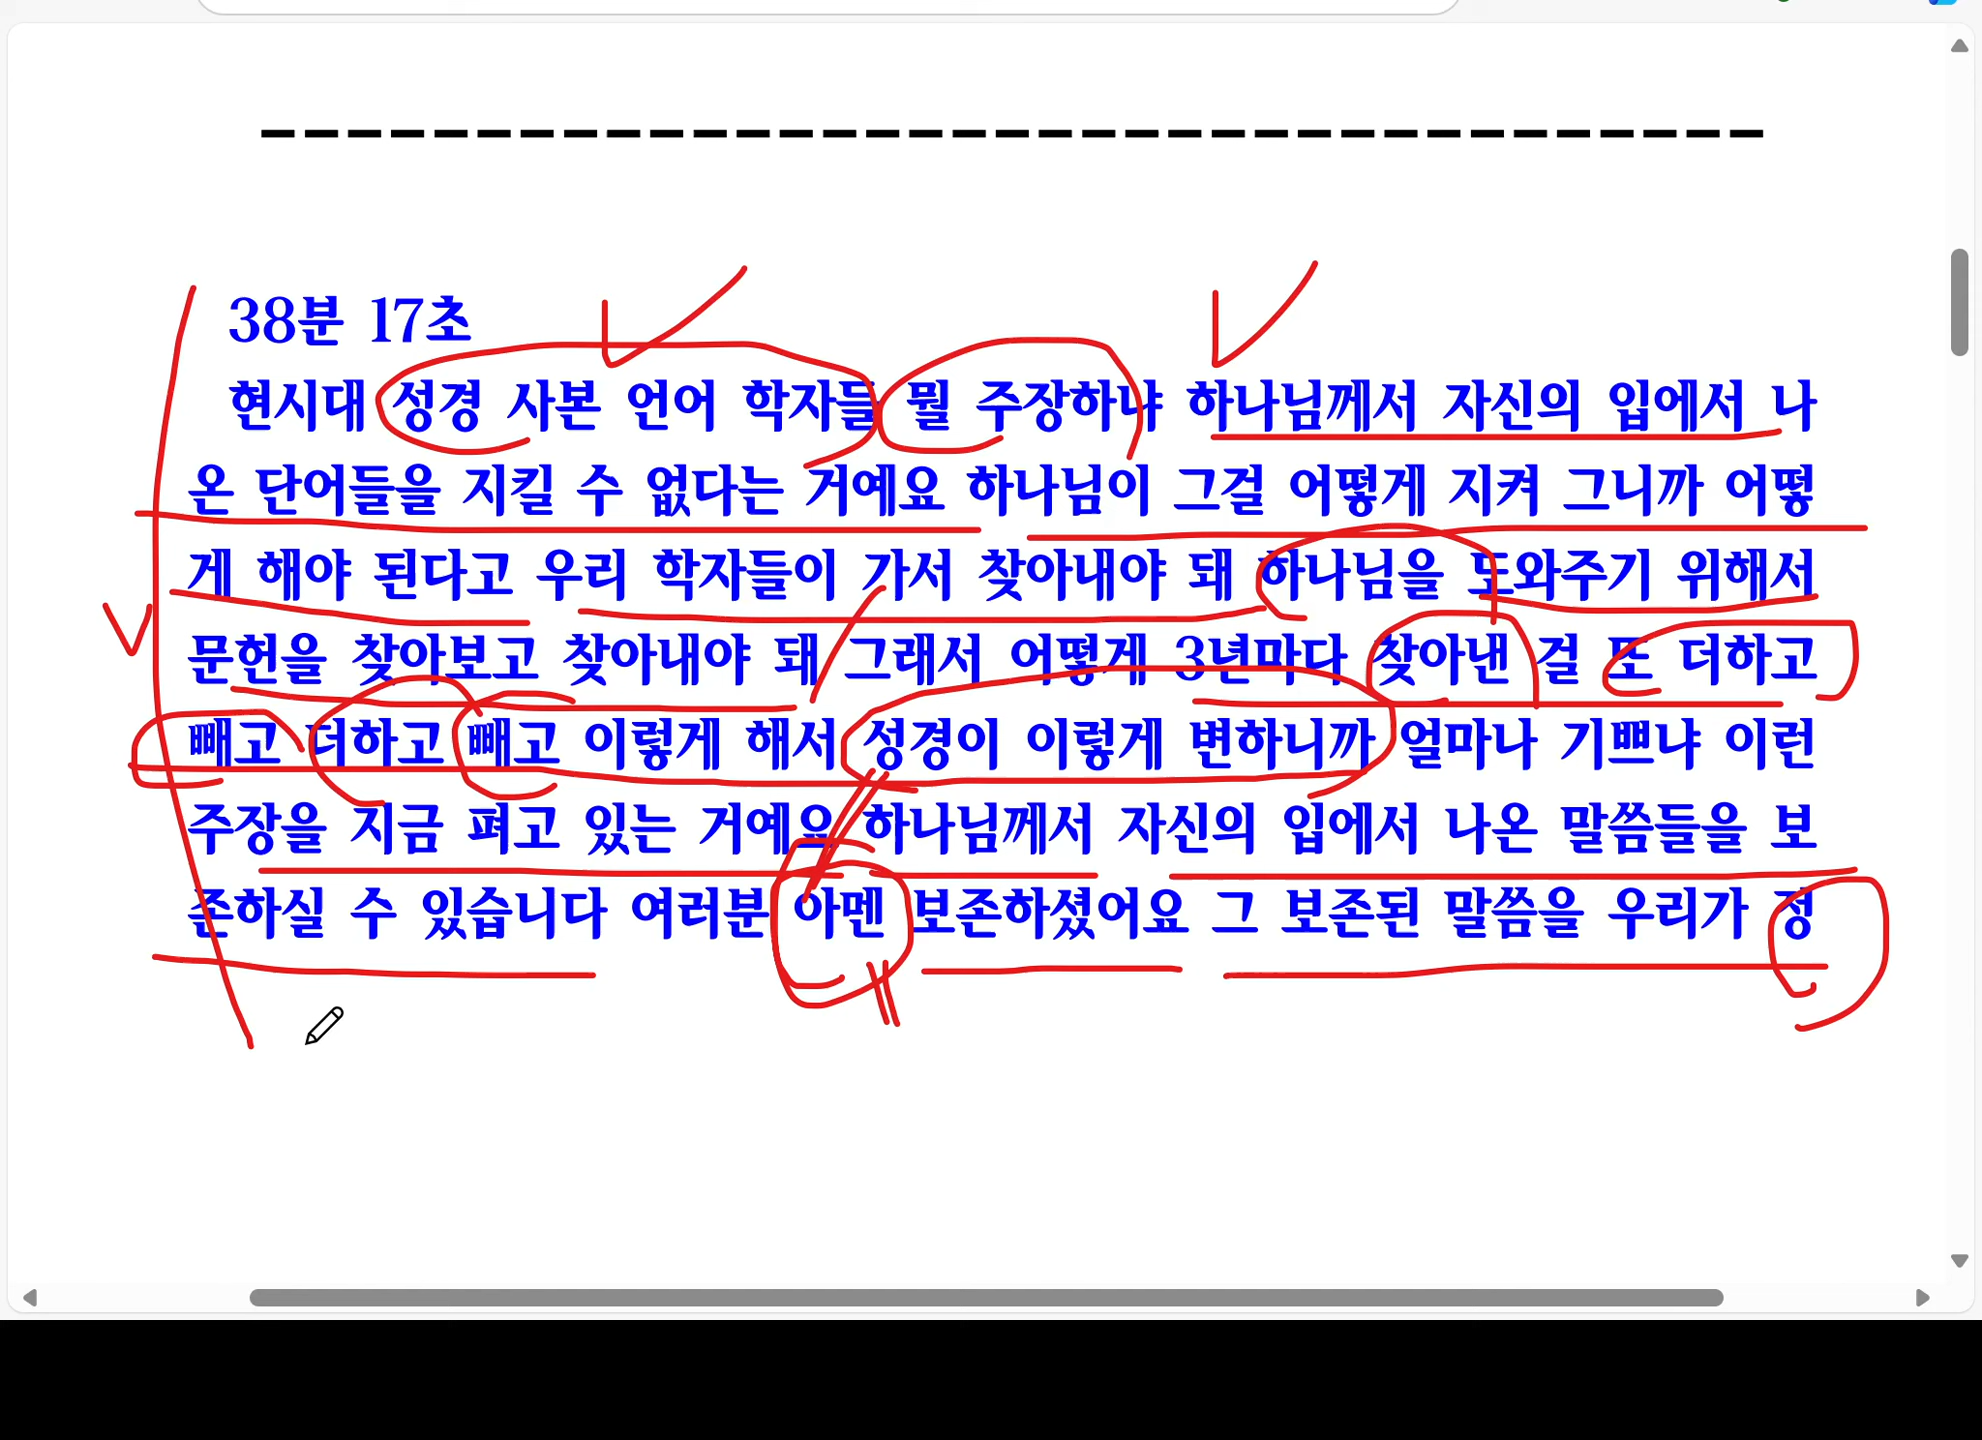 38분 17초
현시대 성경 사본 언어 학자들 뭘 주장하냐 하나님께서 자신의 입에서 나
온 단어들을 지킬 수 없다는 거예요 하나님이 그걸 어떻게 지켜 그니까 어떻
게 해야 된다고 우리 학자들이 가서 찾아내야 돼 하나님을 도와주기 위해서
문헌을 찾아보고 찾아내야 돼 그래서 어떻게 3년마다 찾아낸 걸 또 더하고
빼고 더하고 빼고 이렇게 해서 성경이 이렇게 변하니까 얼마나 기쁘냐 이런
주장을 지금 펴고 있는 거예요 하나님께서 자신의 입에서 나온 말씀들을 보
존하실 수 있습니다 여러분 아멘 보존하셨어요 그 보존된 말씀을 우리가 정